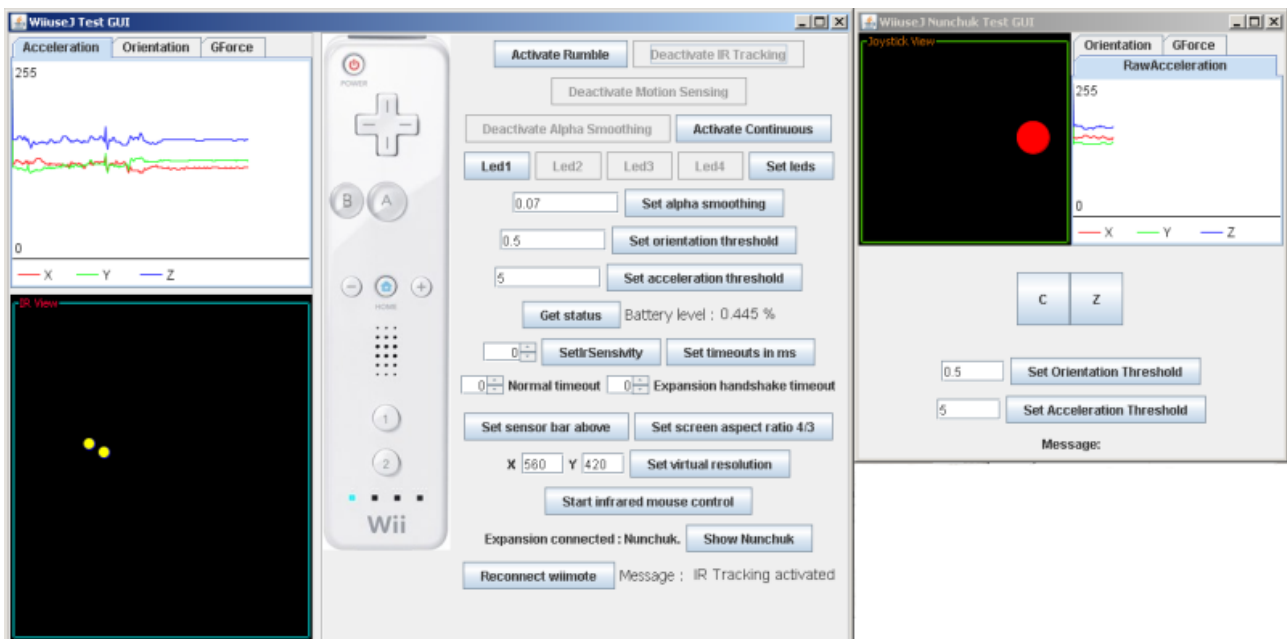 WiiuseJ Test GUI
Acceleration Orientation GForce
255
0
X Y Z
IR View
POWER
B A
HOME
1
2
Wii
Activate Rumble Deactivate IR Tracking
Deactivate Motion Sensing
Deactivate Alpha Smoothing Activate Continuous
Led1 Led2 Led3 Led4 Set leds
0.07 Set alpha smoothing
0.5 Set orientation threshold
5 Set acceleration threshold
Get status Battery level : 0.445 %
0 SetIrSensivity Set timeouts in ms
0 Normal timeout 0 Expansion handshake timeout
Set sensor bar above Set screen aspect ratio 4/3
X 560 Y 420 Set virtual resolution
Start infrared mouse control
Expansion connected : Nunchuk. Show Nunchuk
Reconnect wiimote Message : IR Tracking activated
WiiuseJ Nunchuk Test GUI
Joystick View
Orientation GForce
RawAcceleration
255
0
X Y Z
C Z
0.5 Set Orientation Threshold
5 Set Acceleration Threshold
Message: